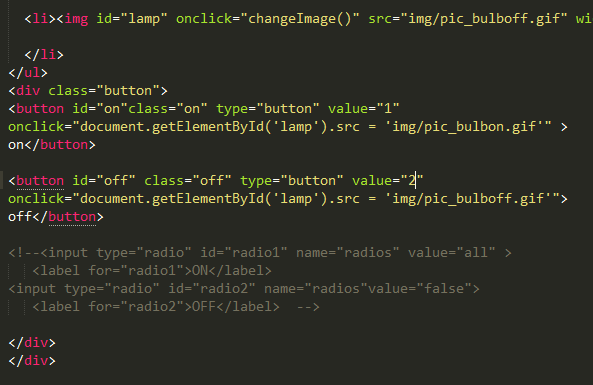 <li><img id="lamp" onclick="changeImage()" src="img/pic_bulboff.gif" wi
</li>
</ul>
<div class="button">
<button id="on"class="on" type="button" value="1"
onclick="document.getElementById('lamp').src = 'img/pic_bulbon.gif'" >
on</button>
<button id="off" class="off" type="button" value="2"
onclick="document.getElementById('lamp').src = 'img/pic_bulboff.gif'">
off</button>
<!--<input type="radio" id="radio1" name="radios" value="all" >
<label for="radio1">ON</label>
<input type="radio" id="radio2" name="radios"value="false">
<label for="radio2">OFF</label>  -->
</div>
</div>